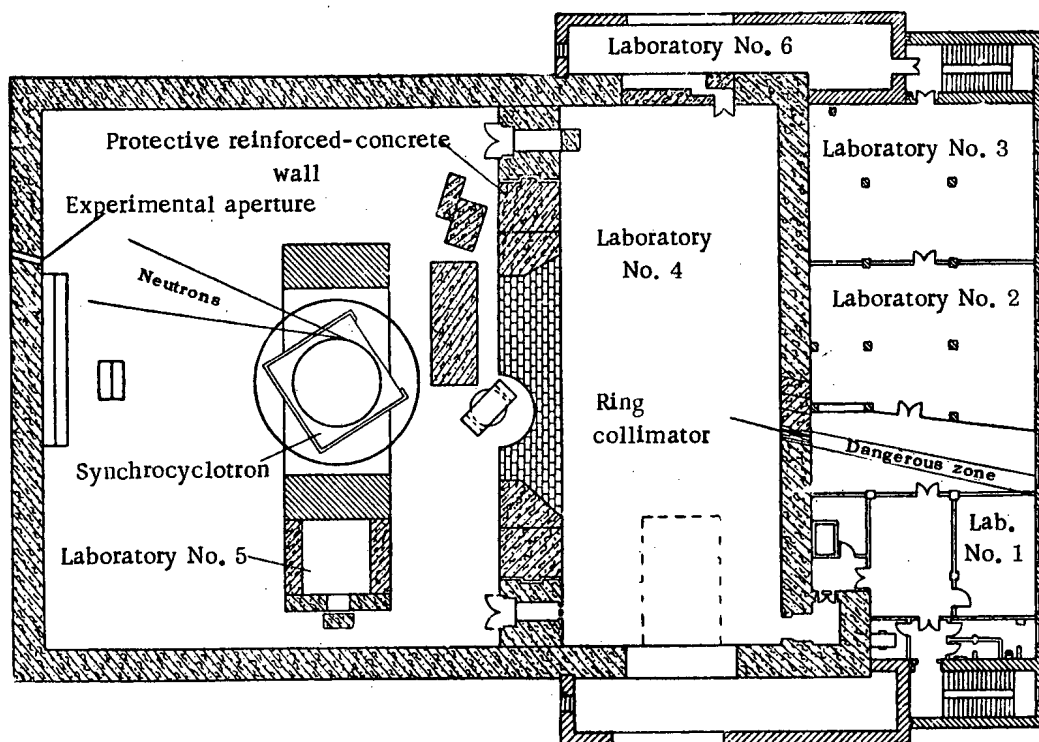 Laboratory No. 6
Protective reinforced-concrete
wall
Laboratory No. 3
Experimental aperture
Laboratory
No. 4
Neutrons
Laboratory No. 2
Ring
collimator
Synchrocyclotron
Dangerous zone
Lab.
No. 1
Laboratory No. 5